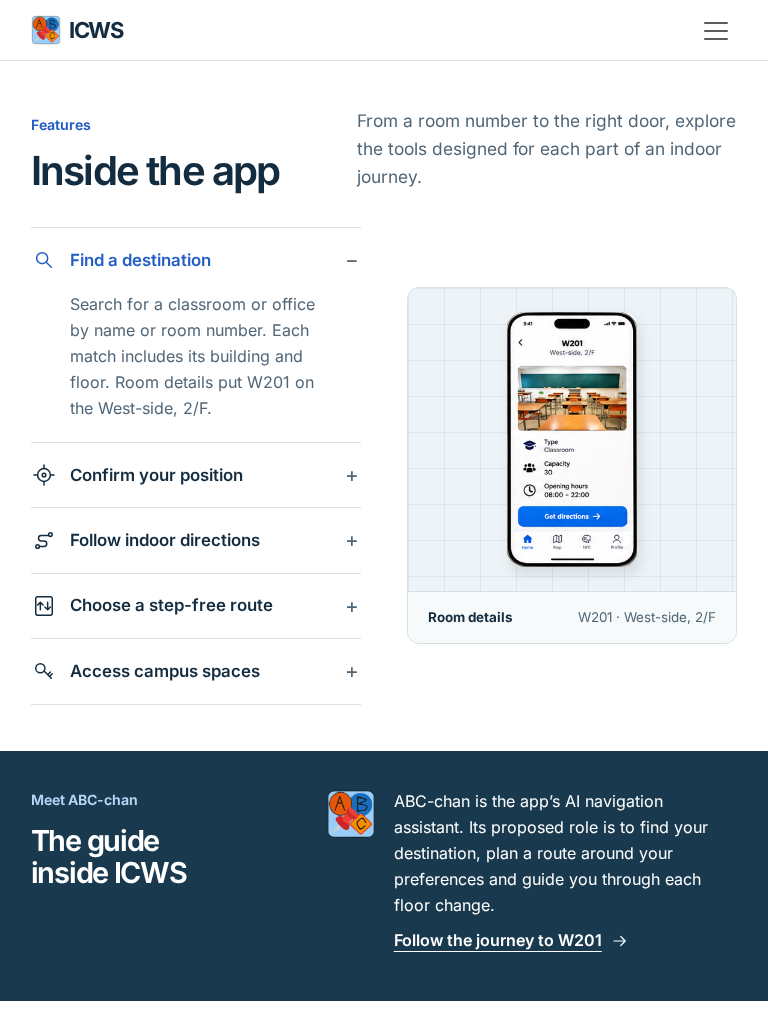 ABC
ICWS
Features
Inside the app
From a room number to the right door, explore
the tools designed for each part of an indoor
journey.
Find a destination
Search for a classroom or office
by name or room number. Each
match includes its building and
floor. Room details put W201 on
the West-side, 2/F.
Confirm your position
Follow indoor directions
Choose a step-free route
Access campus spaces
9:41
W201
West-side, 2/F
Type
Classroom
Capacity
30
Opening hours
08:00 – 22:00
Get directions →
Home Map NFC Profile
Room details W201 · West-side, 2/F
Meet ABC-chan
The guide
inside ICWS
ABC
ABC-chan is the app’s AI navigation
assistant. Its proposed role is to find your
destination, plan a route around your
preferences and guide you through each
floor change.
Follow the journey to W201 →